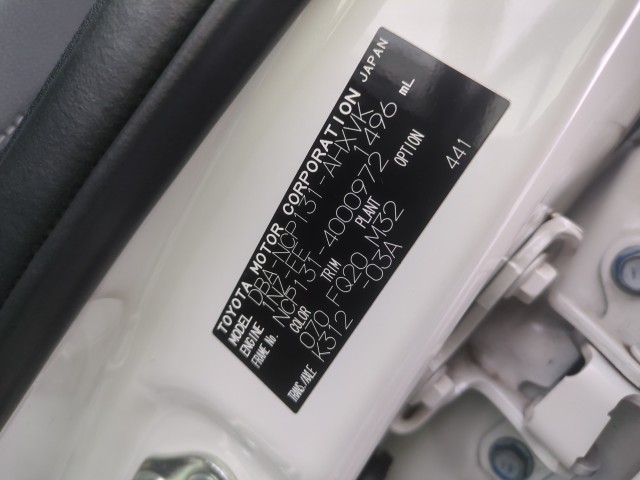 TOYOTA MOTOR CORPORATION JAPAN
MODEL DBA-NCP131-AHXVK
ENGINE 1NZ-FE 1496 mL
FRAME No. NCP131-4000972
COLOR TRIM PLANT OPTION
070 FQ20 M32
TRANS./AXLE K312 -03A
441